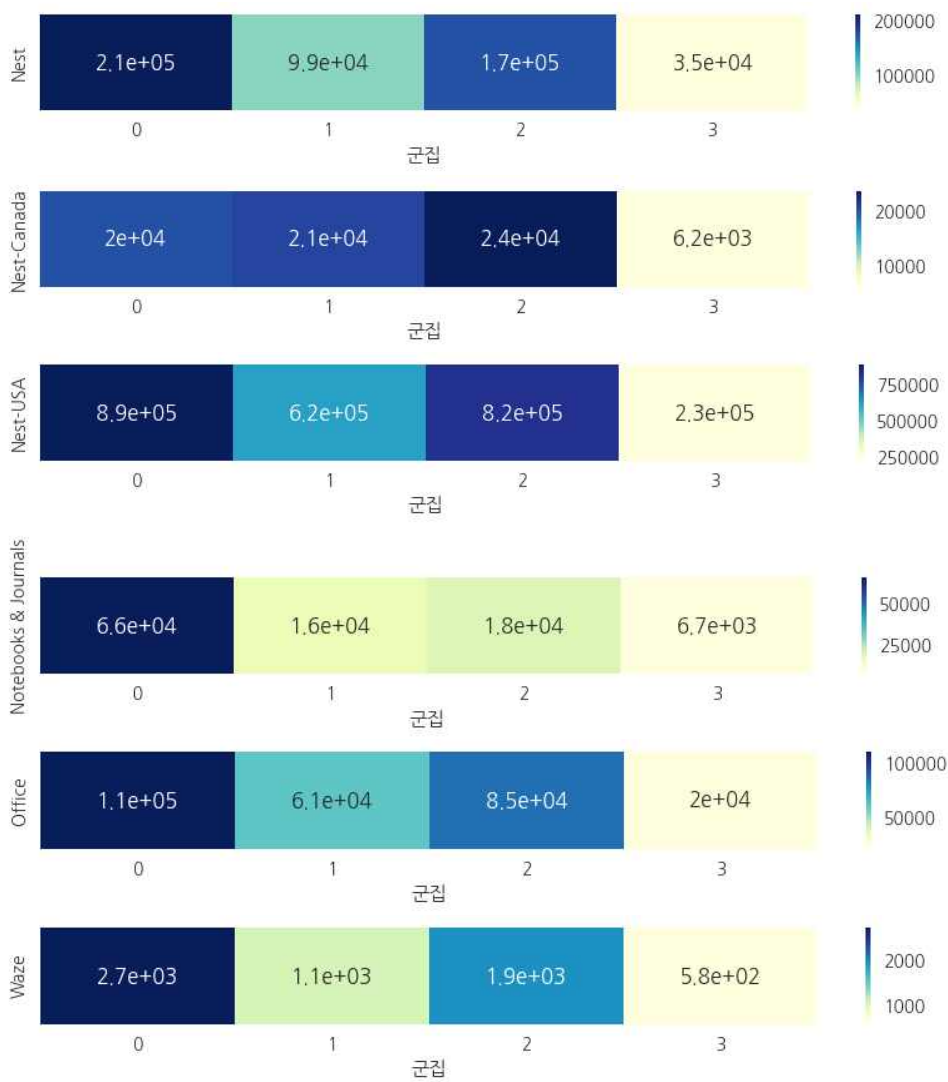 Nest
2.1e+05 9.9e+04 1.7e+05 3.5e+04
200000
100000
0 1 2 3
군집
Nest-Canada
2e+04 2.1e+04 2.4e+04 6.2e+03
20000
10000
0 1 2 3
군집
Nest-USA
8.9e+05 6.2e+05 8.2e+05 2.3e+05
750000
500000
250000
0 1 2 3
군집
Notebooks & Journals
6.6e+04 1.6e+04 1.8e+04 6.7e+03
50000
25000
0 1 2 3
군집
Office
1.1e+05 6.1e+04 8.5e+04 2e+04
100000
50000
0 1 2 3
군집
Waze
2.7e+03 1.1e+03 1.9e+03 5.8e+02
2000
1000
0 1 2 3
군집